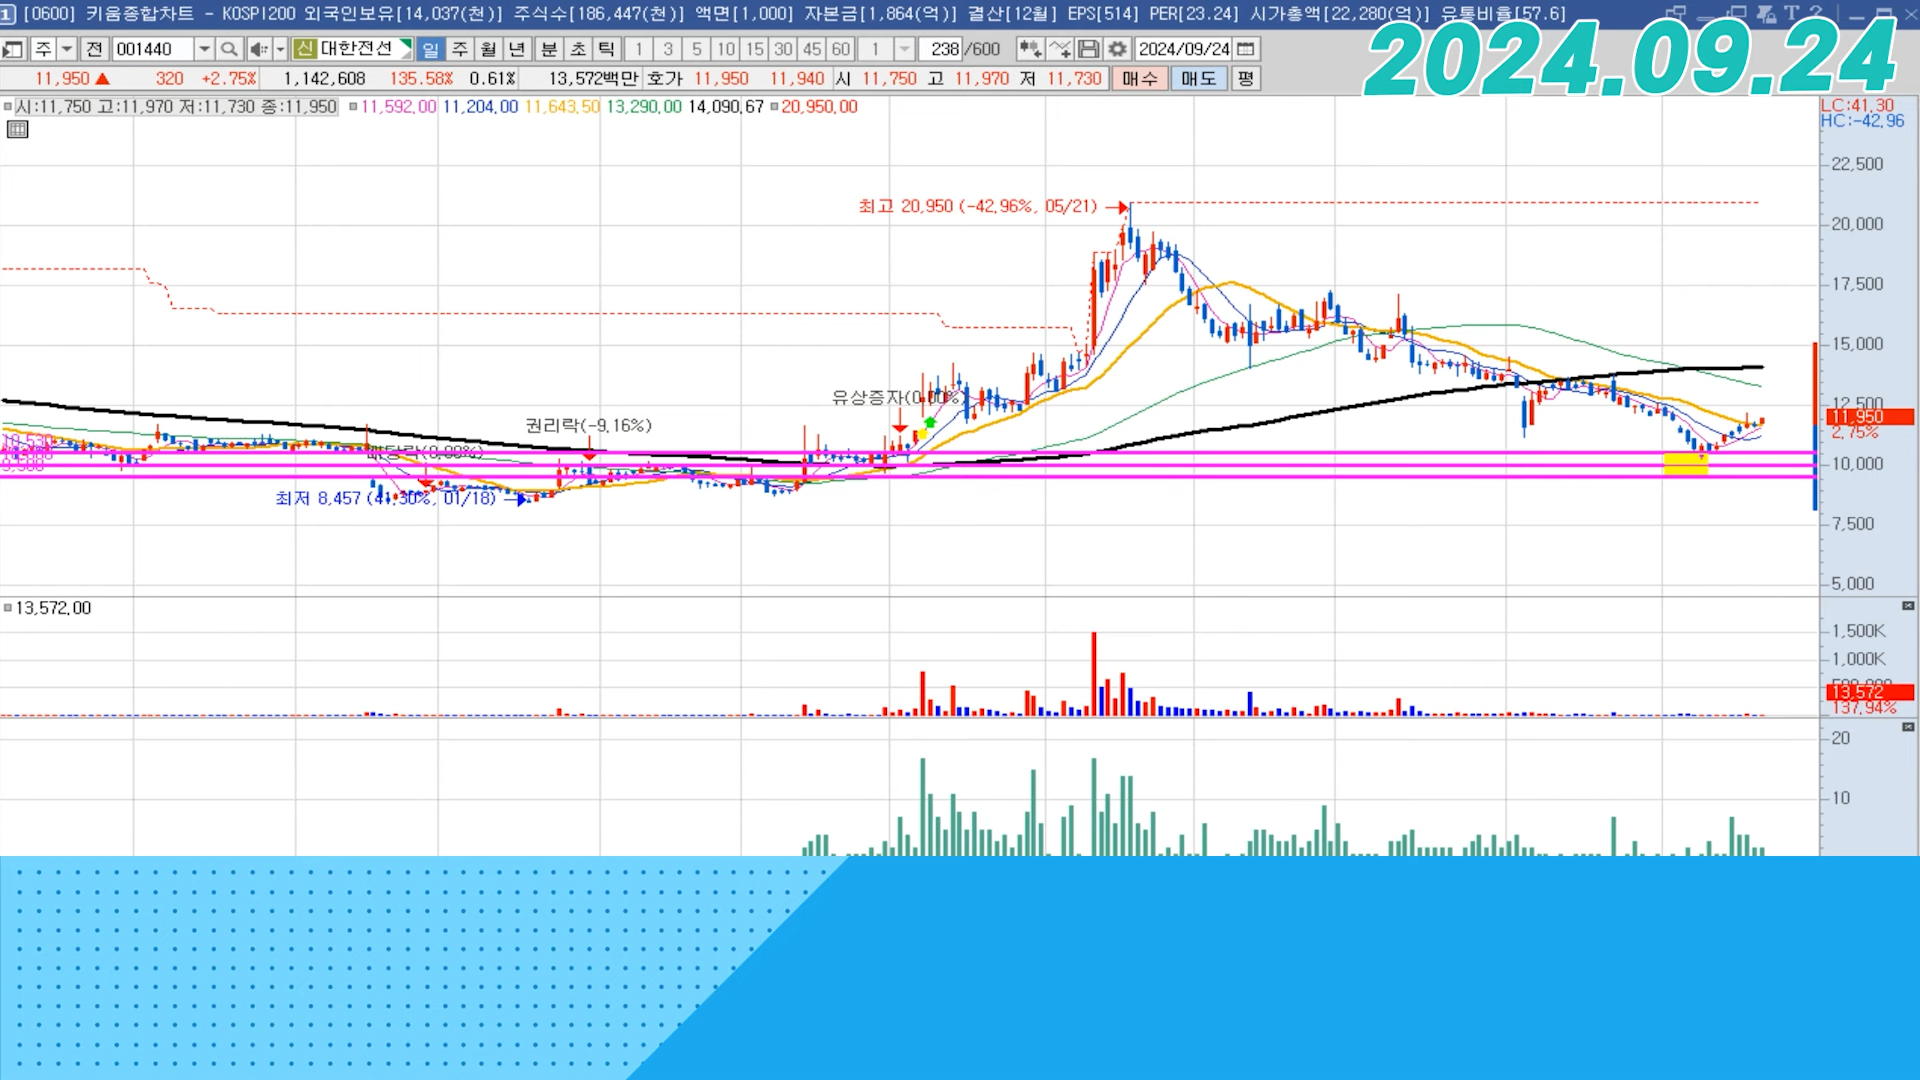 1 [0600] 키움종합차트 - KOSPI200 외국인보유[14,037(천)] 주식수[186,447(천)] 액면[1,000] 자본금[1,864(억)] 결산[12월] EPS[514] PER[23.24] 시가총액[22,280(억)] 유통비율[57.6]
주 전 001440 신 대한전선 일 주 월 년 분 초 틱 1 3 5 10 15 30 45 60 1 238 /600 2024/09/24
2024.09.24
11,950 ▲ 320 +2.75% 1,142,608 135.58% 0.61% 13,572백만 호가 11,950 11,940 시 11,750 고 11,970 저 11,730 매수 매도 평
시:11,750 고:11,970 저:11,730 종:11,950 11,592.00 11,204.00 11,643.50 13,290.00 14,090.67 20,950.00
LC:41.30
HC:-42.96
22,500
최고 20,950 (-42,96%, 05/21)
20,000
17,500
15,000
유상증자(0,00%)
12,500
11,950
2.75%
권리락(-9,16%)
10,000
최저 8,457 (41,30%, 01/18)
7,500
5,000
13,572.00
1,500K
1,000K
13,572
137.94%
20
10